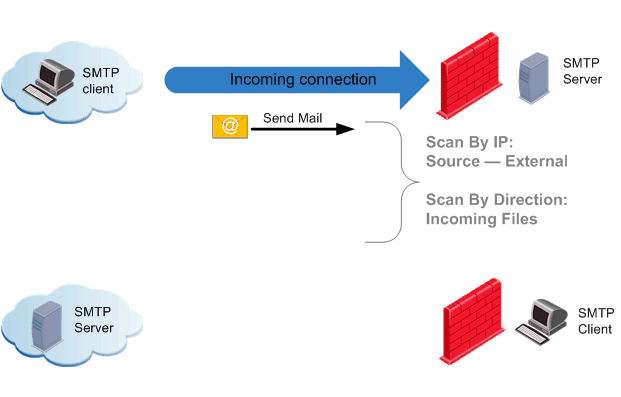 SMTP
client
Incoming connection
SMTP
Server
@
Send Mail
Scan By IP:
Source — External
Scan By Direction:
Incoming Files
SMTP
Server
SMTP
Client